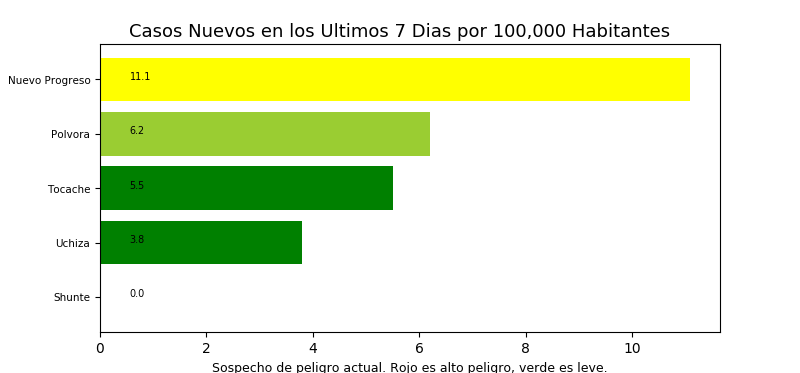 Casos Nuevos en los Ultimos 7 Dias por 100,000 Habitantes
Nuevo Progreso 11.1
Polvora 6.2
Tocache 5.5
Uchiza 3.8
Shunte 0.0
0 2 4 6 8 10
Sospecho de peligro actual. Rojo es alto peligro, verde es leve.